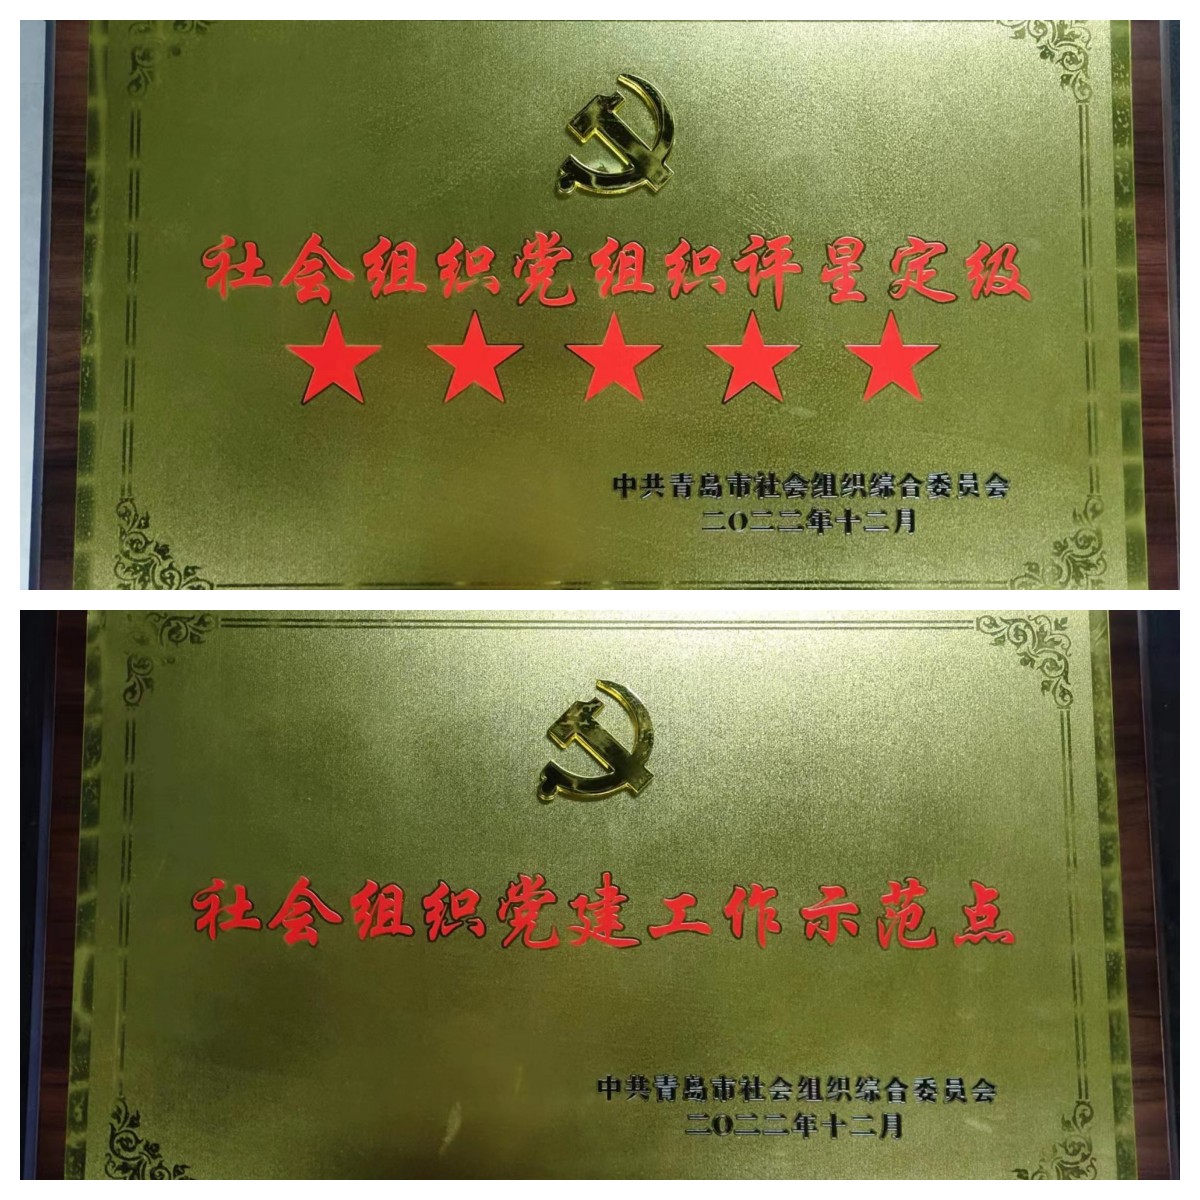 社会组织党组织评星定级
★★★★★
中共青岛市社会组织综合委员会
二〇二二年十二月
社会组织党建工作示范点
中共青岛市社会组织综合委员会
二〇二二年十二月